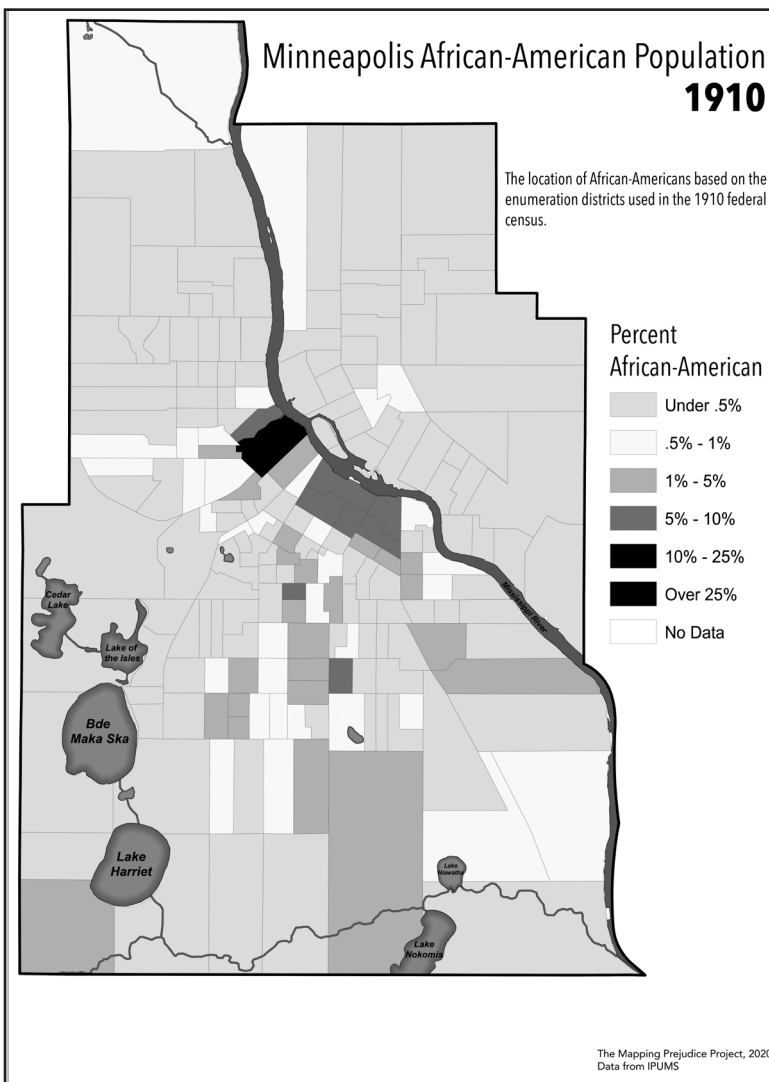 Minneapolis African-American Population
1910
The location of African-Americans based on the
enumeration districts used in the 1910 federal
census.
Percent
African-American
Under .5%
.5% - 1%
1% - 5%
5% - 10%
10% - 25%
Over 25%
No Data
Mississippi River
Cedar
Lake
Lake of
the Isles
Bde
Maka Ska
Lake
Harriet
Lake
Hiawatha
Lake
Nokomis
The Mapping Prejudice Project, 2020
Data from IPUMS